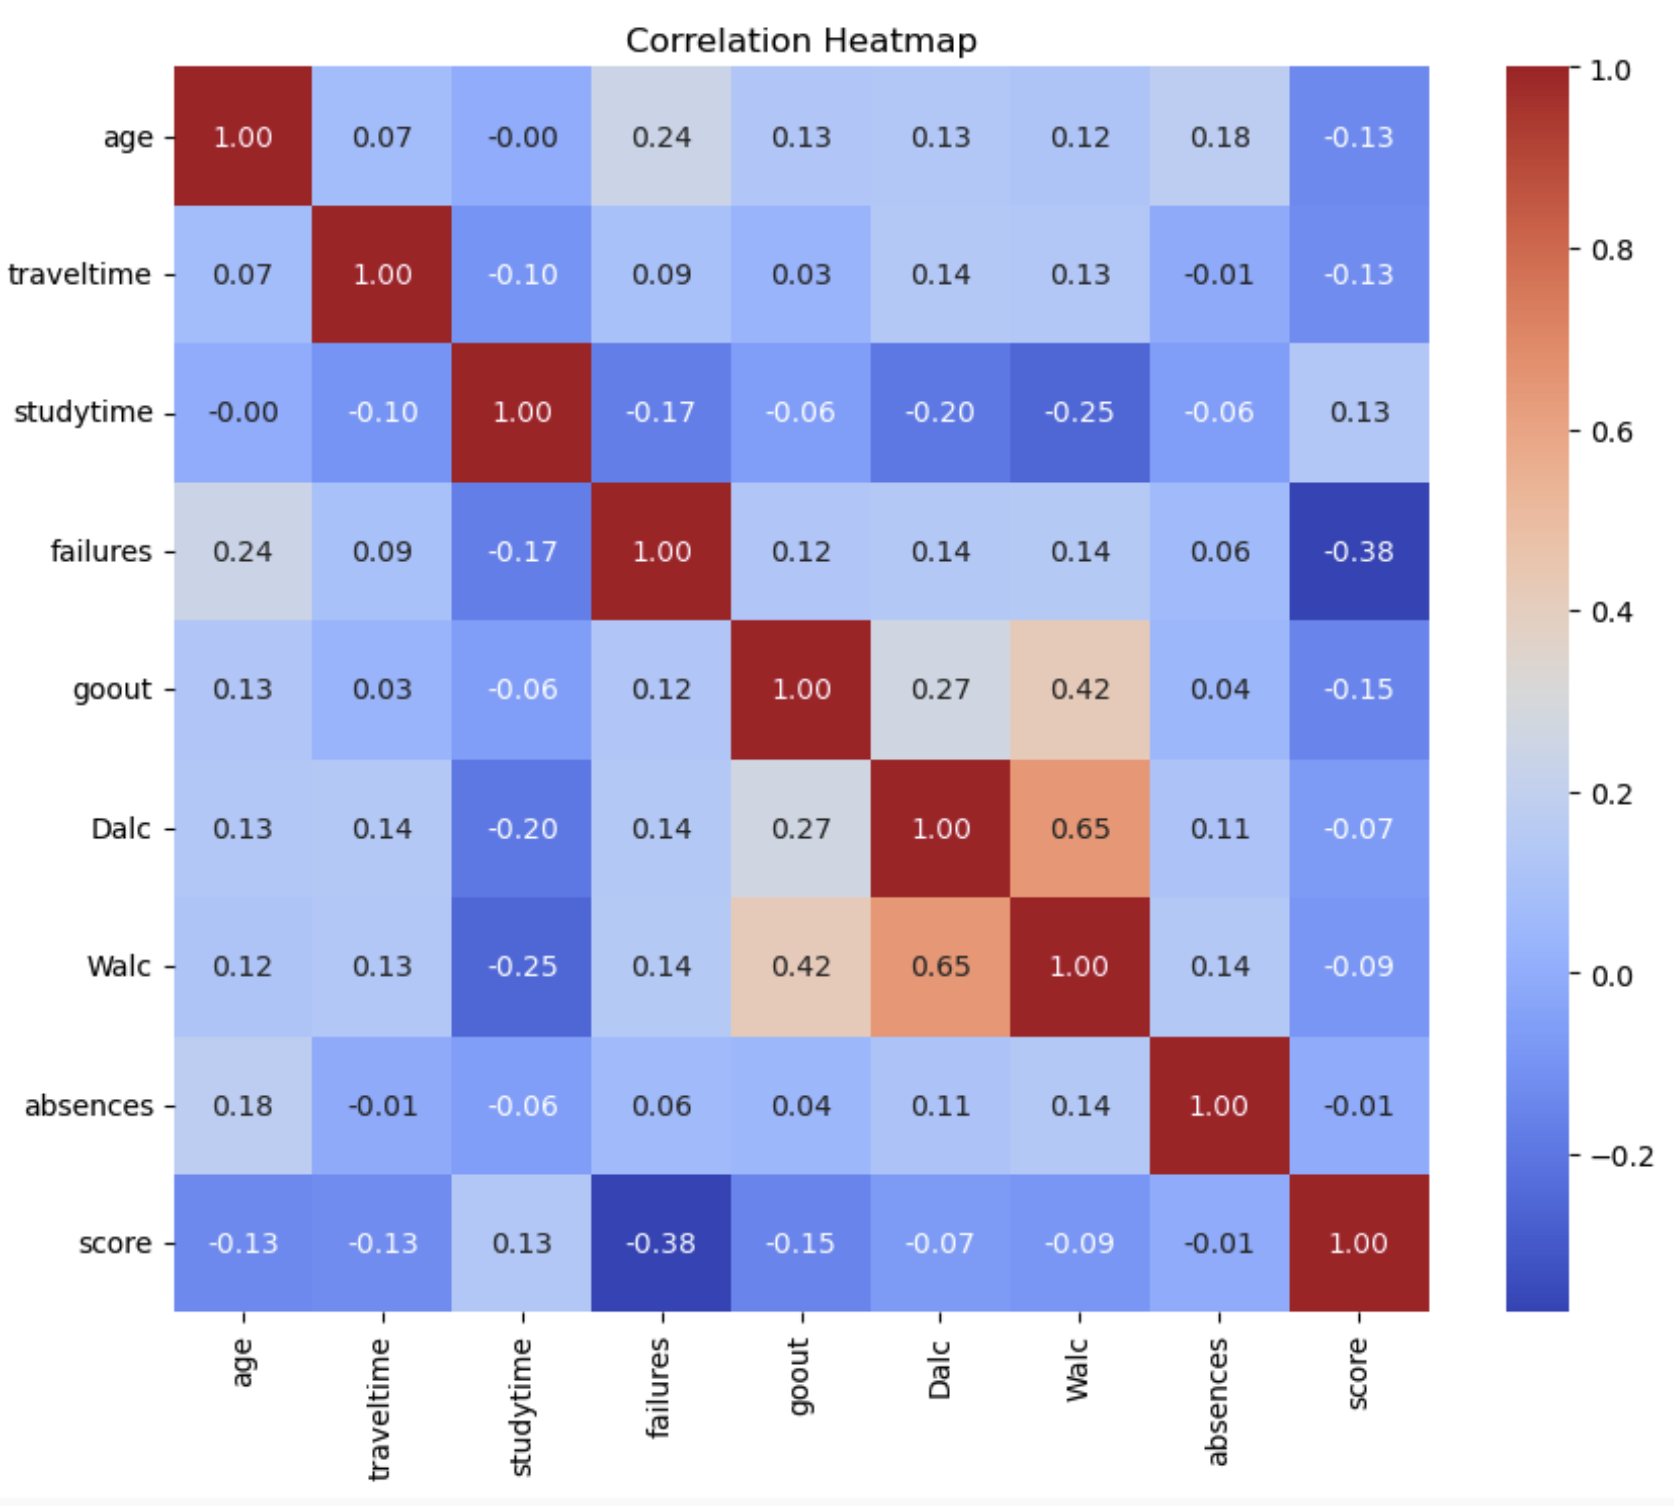 Correlation Heatmap
age 1.00 0.07 -0.00 0.24 0.13 0.13 0.12 0.18 -0.13
traveltime 0.07 1.00 -0.10 0.09 0.03 0.14 0.13 -0.01 -0.13
studytime -0.00 -0.10 1.00 -0.17 -0.06 -0.20 -0.25 -0.06 0.13
failures 0.24 0.09 -0.17 1.00 0.12 0.14 0.14 0.06 -0.38
goout 0.13 0.03 -0.06 0.12 1.00 0.27 0.42 0.04 -0.15
Dalc 0.13 0.14 -0.20 0.14 0.27 1.00 0.65 0.11 -0.07
Walc 0.12 0.13 -0.25 0.14 0.42 0.65 1.00 0.14 -0.09
absences 0.18 -0.01 -0.06 0.06 0.04 0.11 0.14 1.00 -0.01
score -0.13 -0.13 0.13 -0.38 -0.15 -0.07 -0.09 -0.01 1.00
age traveltime studytime failures goout Dalc Walc absences score
1.0
0.8
0.6
0.4
0.2
0.0
−0.2